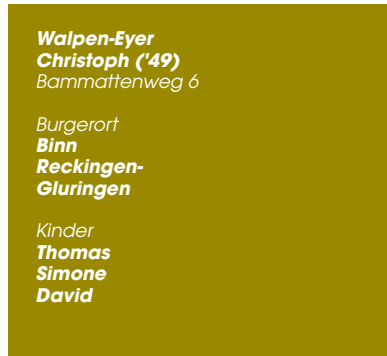 Walpen-Eyer
Christoph ('49)
Bammattenweg 6
Burgerort
Binn
Reckingen-
Gluringen
Kinder
Thomas
Simone
David